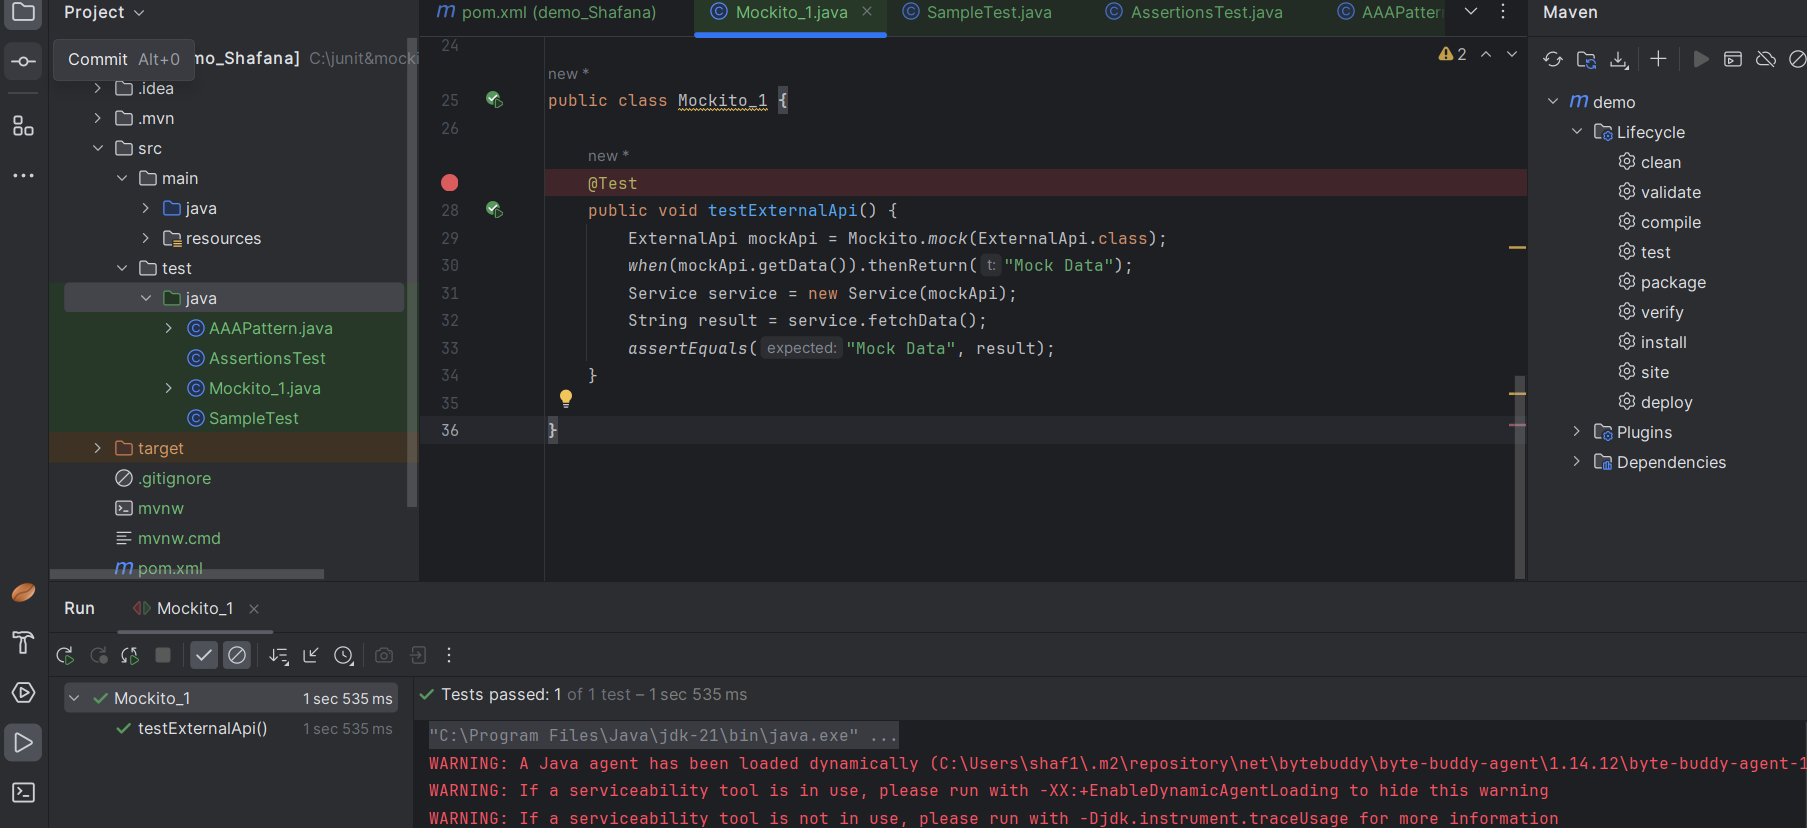 Project
pom.xml (demo_Shafana)
Mockito_1.java
SampleTest.java
AssertionsTest.java
AAAPatter
Maven
Commit Alt+0
mo_Shafana]
C:\junit&mocki
.idea
.mvn
src
main
java
resources
test
java
AAAPattern.java
AssertionsTest
Mockito_1.java
SampleTest
target
.gitignore
mvnw
mvnw.cmd
pom.xml
2
24
new *
25 public class Mockito_1 {
26
new *
@Test
28 public void testExternalApi() {
29 ExternalApi mockApi = Mockito.mock(ExternalApi.class);
30 when(mockApi.getData()).thenReturn( t: "Mock Data");
31 Service service = new Service(mockApi);
32 String result = service.fetchData();
33 assertEquals( expected: "Mock Data", result);
34 }
35
36 }
demo
Lifecycle
clean
validate
compile
test
package
verify
install
site
deploy
Plugins
Dependencies
Run
Mockito_1
Mockito_1 1 sec 535 ms
testExternalApi() 1 sec 535 ms
Tests passed: 1 of 1 test – 1 sec 535 ms
"C:\Program Files\Java\jdk-21\bin\java.exe" ...
WARNING: A Java agent has been loaded dynamically (C:\Users\shaf1\.m2\repository\net\bytebuddy\byte-buddy-agent\1.14.12\byte-buddy-agent-1
WARNING: If a serviceability tool is in use, please run with -XX:+EnableDynamicAgentLoading to hide this warning
WARNING: If a serviceability tool is not in use, please run with -Djdk.instrument.traceUsage for more information